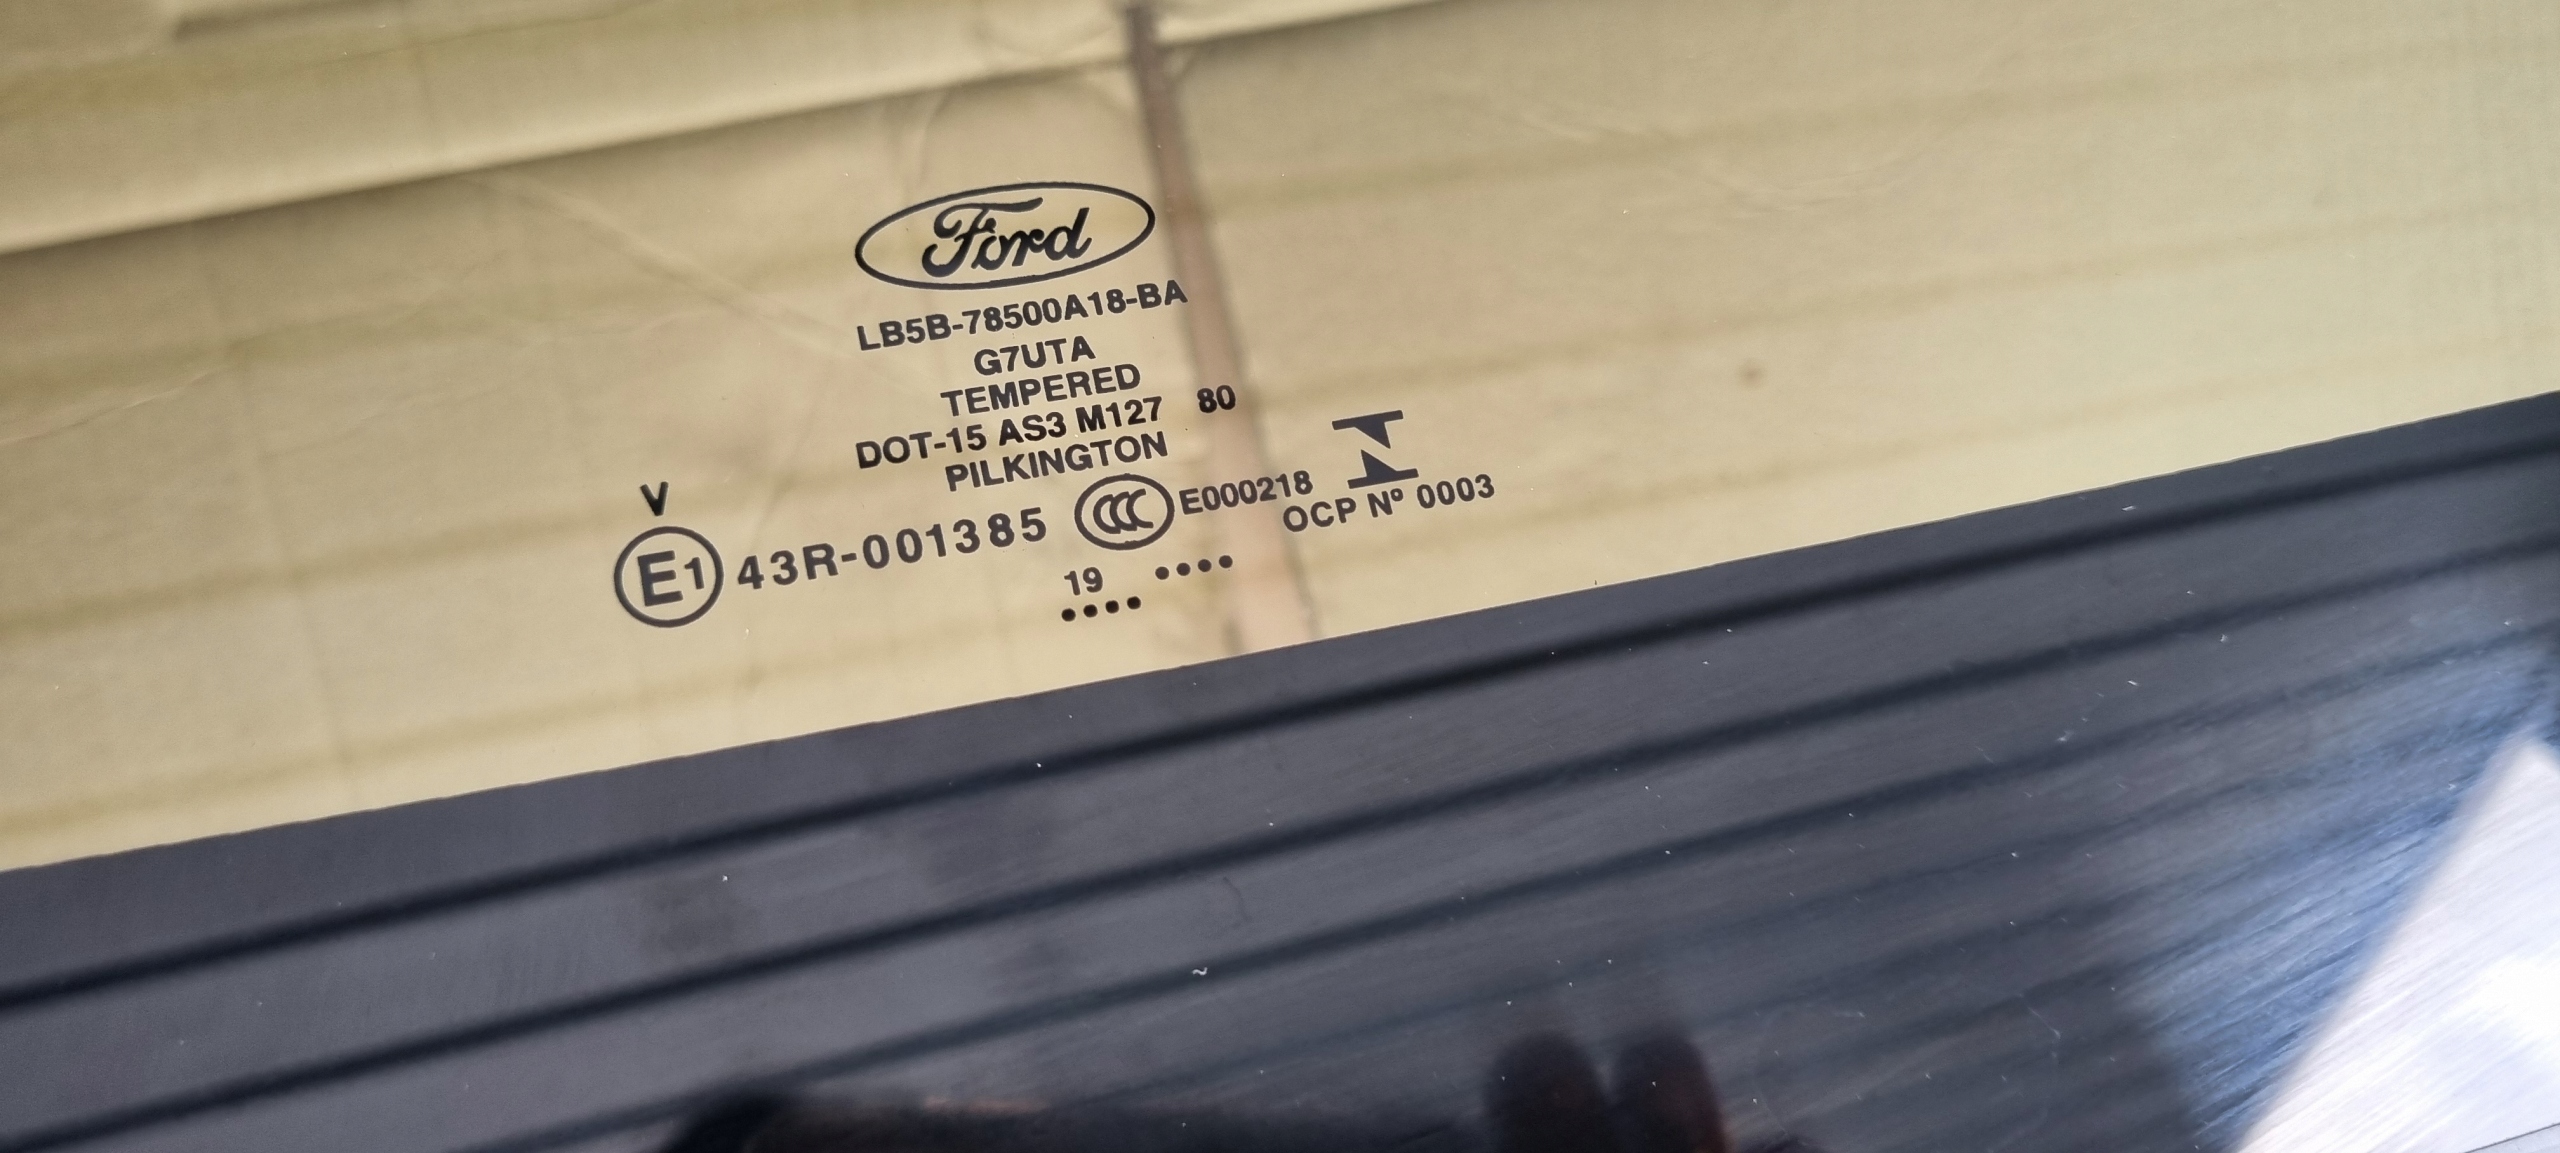 Ford
LB5B-78500A18-BA
G7UTA
TEMPERED
DOT-15 AS3 M127 80
PILKINGTON
V
E1 43R-001385 CCC E000218
OCP Nº 0003
19